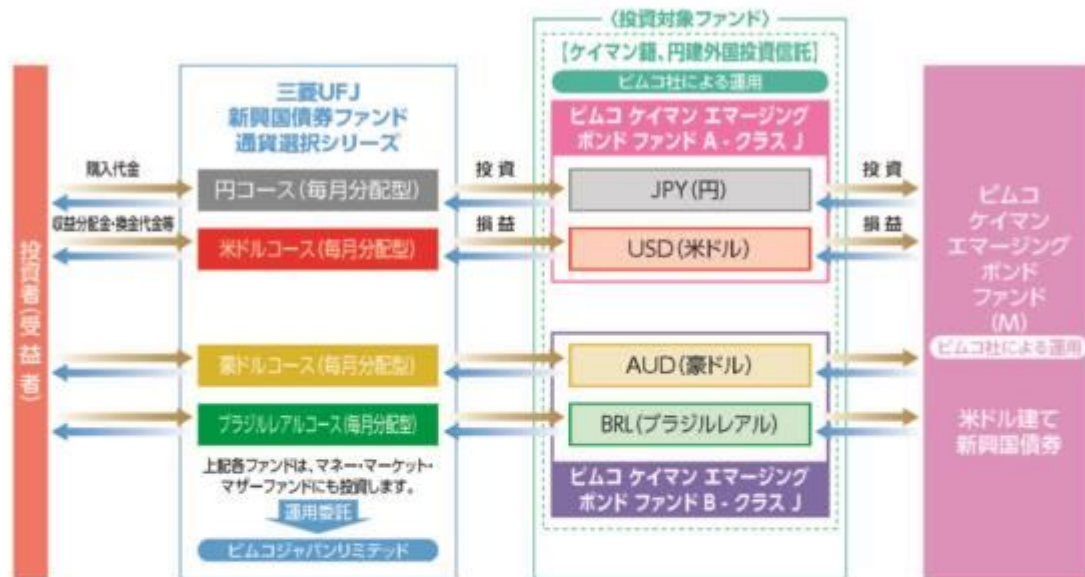 〈投資対象ファンド〉
【ケイマン籍、円建外国投資信託】
ピムコ社による運用
三菱UFJ
新興国債券ファンド
通貨選択シリーズ
ピムコ ケイマン エマージング
ボンド ファンド A - クラス J
購入代金
円コース(毎月分配型)
投資
JPY(円)
投資
収益分配金・換金代金等
米ドルコース(毎月分配型)
損益
USD(米ドル)
損益
投資者(受益者)
豪ドルコース(毎月分配型)
AUD(豪ドル)
ブラジルレアルコース(毎月分配型)
BRL(ブラジルレアル)
上記各ファンドは、マネー・マーケット・
マザーファンドにも投資します。
運用委託
ピムコジャパンリミテッド
ピムコ ケイマン エマージング
ボンド ファンド B - クラス J
ピムコ
ケイマン
エマージング
ボンド
ファンド
(M)
ピムコ社による運用
米ドル建て
新興国債券